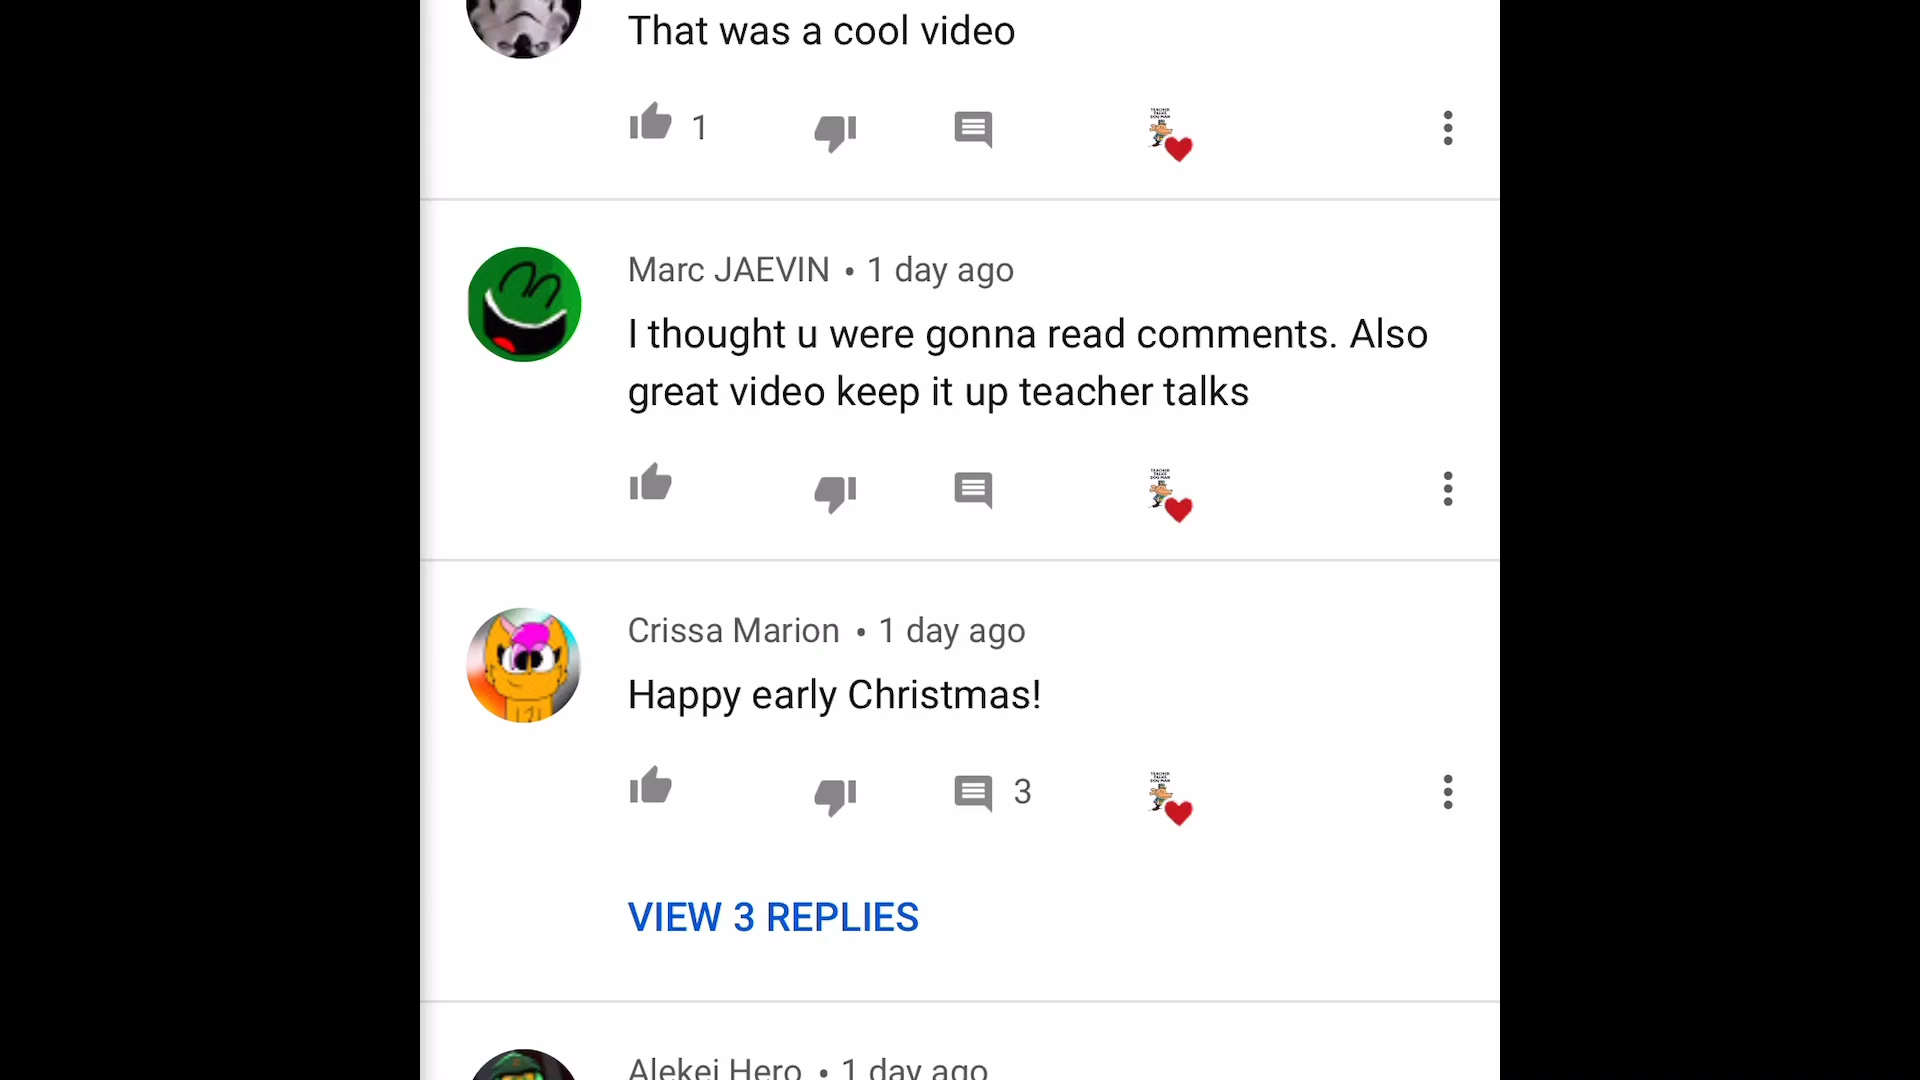 That was a cool video
1
Marc JAEVIN • 1 day ago
I thought u were gonna read comments. Also
great video keep it up teacher talks
Crissa Marion • 1 day ago
Happy early Christmas!
3
VIEW 3 REPLIES
Alekei Hero • 1 day ago